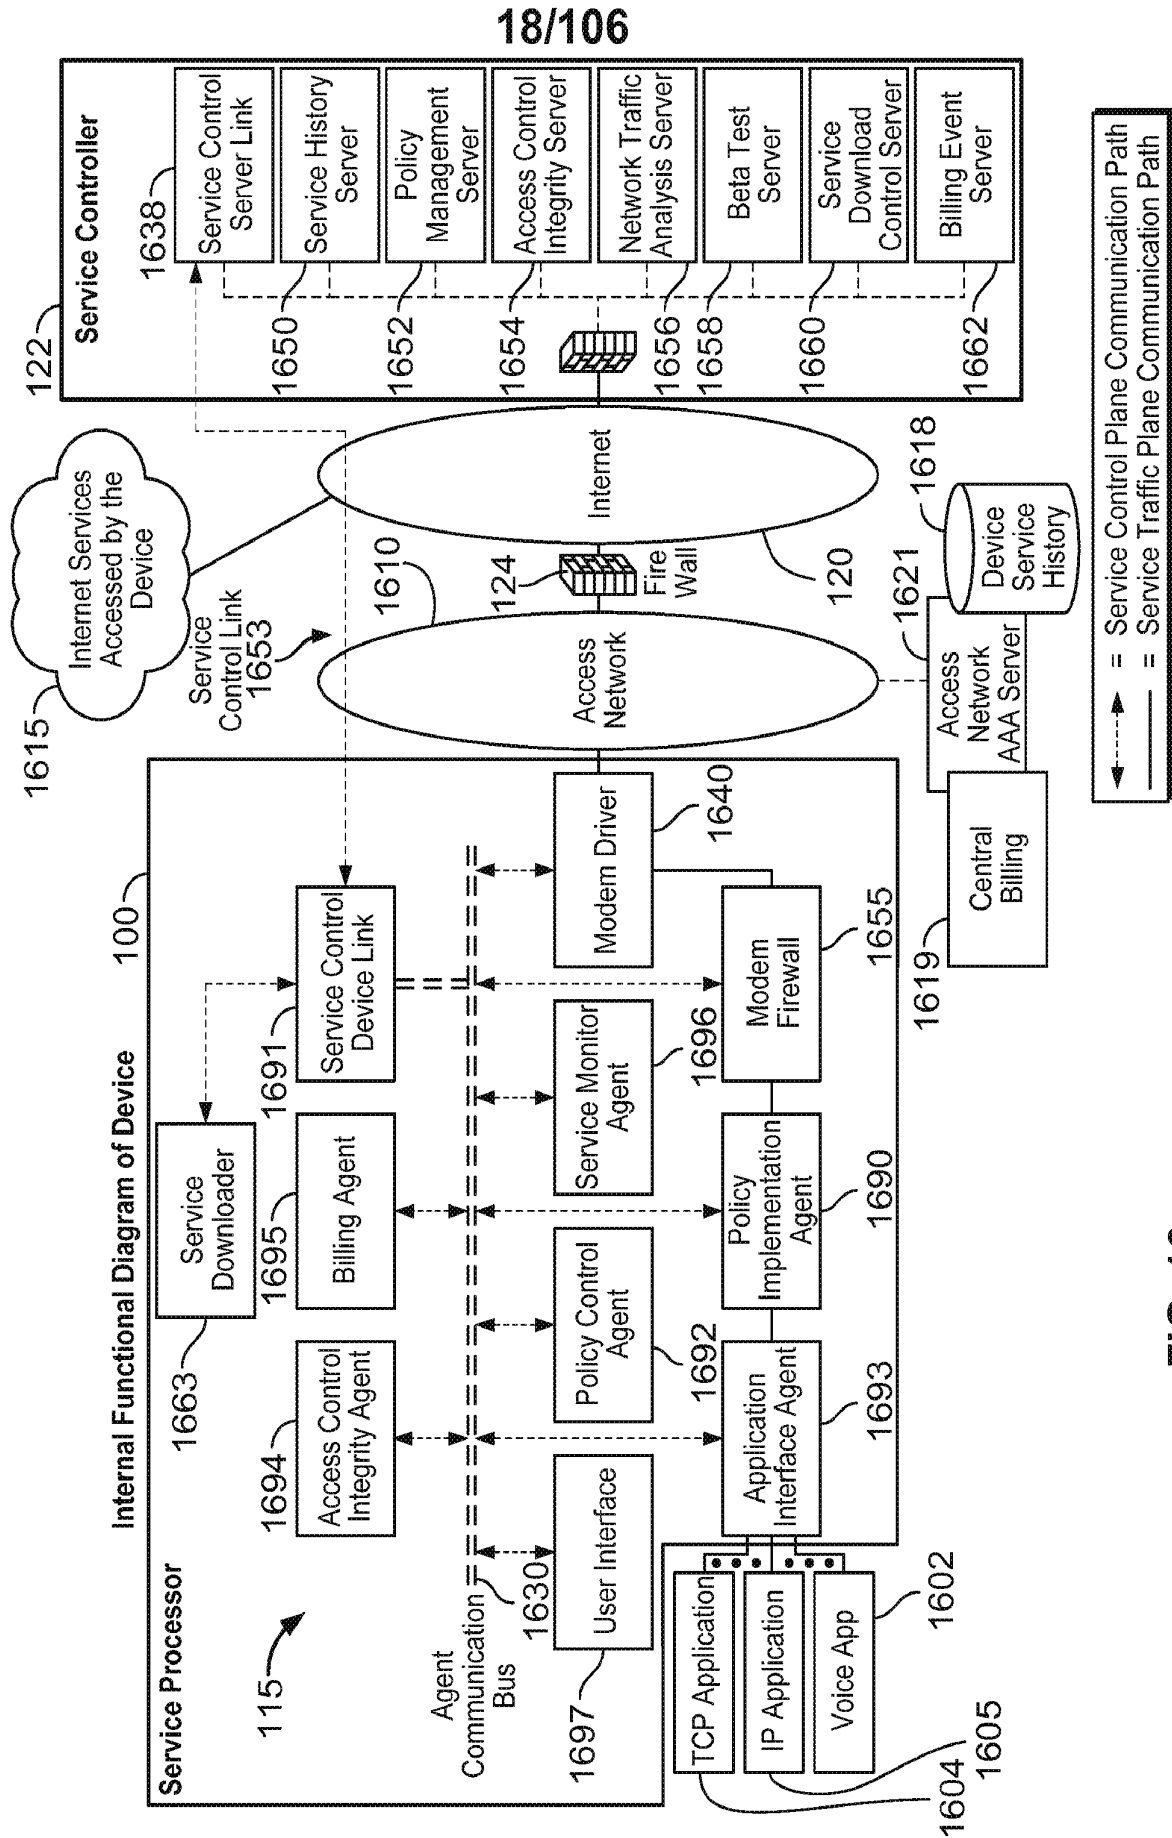 18/106
Internal Functional Diagram of Device
100
Service Processor
115
1663
Service
Downloader
1694
Access Control
Integrity Agent
1695
Billing Agent
1691
Service Control
Device Link
Agent
Communication
Bus
1630
User Interface
1697
Policy Control
Agent
1692
Service Monitor
Agent
1696
Modem Driver
1640
Application
Interface Agent
1693
Policy
Implementation
Agent
1690
Modem
Firewall
1655
TCP Application
1604
IP Application
1605
Voice App
1602
1615
Internet Services
Accessed by the
Device
Service
Control Link
1653
1610
Access
Network
124
Fire
Wall
Internet
120
1621
Access
Network
AAA Server
1618
Device
Service
History
1619
Central
Billing
122
Service Controller
1638
Service Control
Server Link
1650
Service History
Server
1652
Policy
Management
Server
1654
Access Control
Integrity Server
1656
Network Traffic
Analysis Server
1658
Beta Test
Server
1660
Service
Download
Control Server
1662
Billing Event
Server
= Service Control Plane Communication Path
= Service Traffic Plane Communication Path